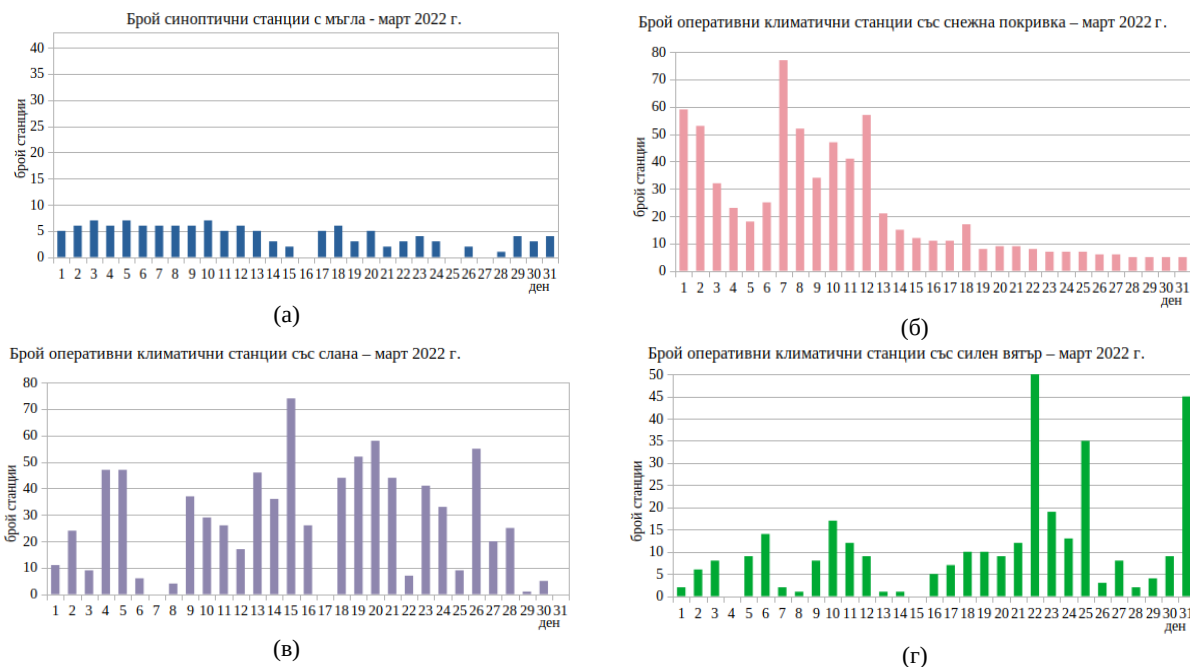 Брой синоптични станции с мъгла - март 2022 г.
40
35
30
25
20
15
10
5
0
брой станции
1 2 3 4 5 6 7 8 9 10 11 12 13 14 15 16 17 18 19 20 21 22 23 24 25 26 27 28 29 30 31
ден
(а)
Брой оперативни климатични станции със снежна покривка – март 2022 г.
80
70
60
50
40
30
20
10
0
брой станции
1 2 3 4 5 6 7 8 9 10 11 12 13 14 15 16 17 18 19 20 21 22 23 24 25 26 27 28 29 30 31
ден
(б)
Брой оперативни климатични станции със слана – март 2022 г.
80
70
60
50
40
30
20
10
0
брой станции
1 2 3 4 5 6 7 8 9 10 11 12 13 14 15 16 17 18 19 20 21 22 23 24 25 26 27 28 29 30 31
ден
(в)
Брой оперативни климатични станции със силен вятър – март 2022 г.
50
45
40
35
30
25
20
15
10
5
0
брой станции
1 2 3 4 5 6 7 8 9 10 11 12 13 14 15 16 17 18 19 20 21 22 23 24 25 26 27 28 29 30 31
ден
(г)